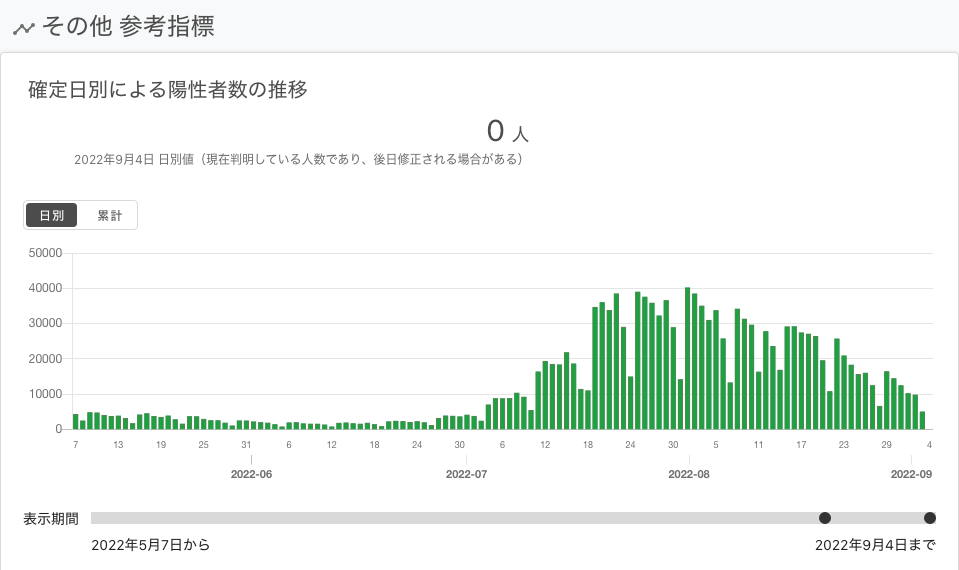 その他 参考指標
確定日別による陽性者数の推移
0 人
2022年9月4日 日別値（現在判明している人数であり、後日修正される場合がある）
日別 累計
50000
40000
30000
20000
10000
0
7 13 19 25 31 6 12 18 24 30 6 12 18 24 30 5 11 17 23 29 4
2022-06 2022-07 2022-08 2022-09
表示期間
2022年5月7日から 2022年9月4日まで